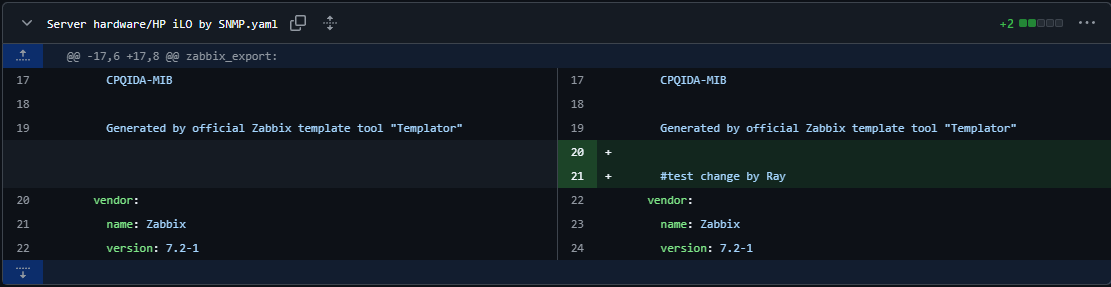 Server hardware/HP iLO by SNMP.yaml +2
@@ -17,6 +17,8 @@ zabbix_export:
17 CPQIDA-MIB 17 CPQIDA-MIB
18 18
19 Generated by official Zabbix template tool "Templator" 19 Generated by official Zabbix template tool "Templator"
20 +
21 + #test change by Ray
20 vendor: 22 vendor:
21 name: Zabbix 23 name: Zabbix
22 version: 7.2-1 24 version: 7.2-1